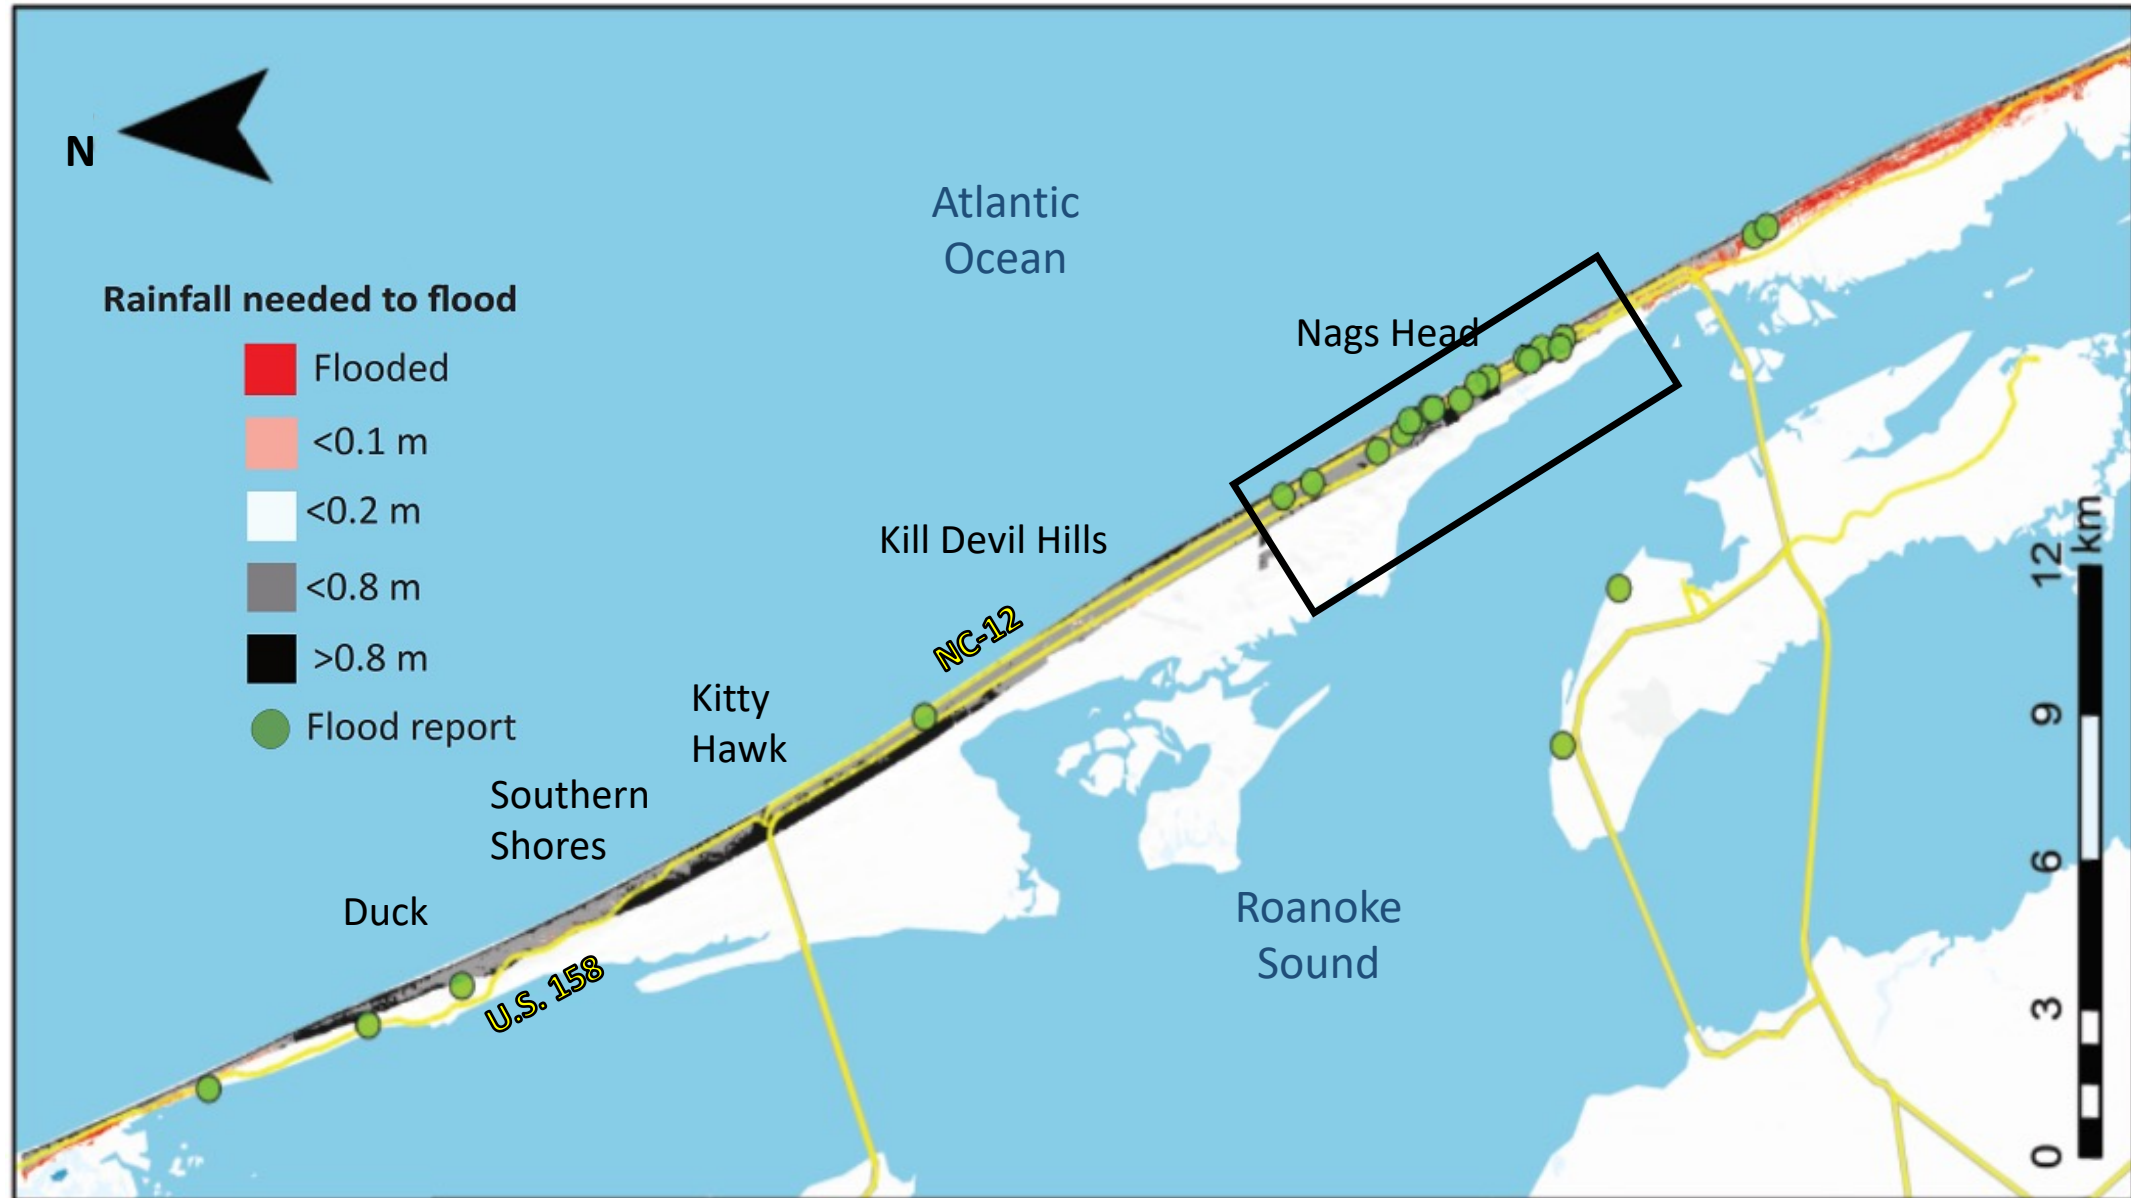 N
Atlantic
Ocean
Rainfall needed to flood
Flooded
<0.1 m
<0.2 m
<0.8 m
>0.8 m
Flood report
Nags Head
Kill Devil Hills
NC-12
Kitty
Hawk
Southern
Shores
Duck
U.S. 158
Roanoke
Sound
km
12
9
6
3
0